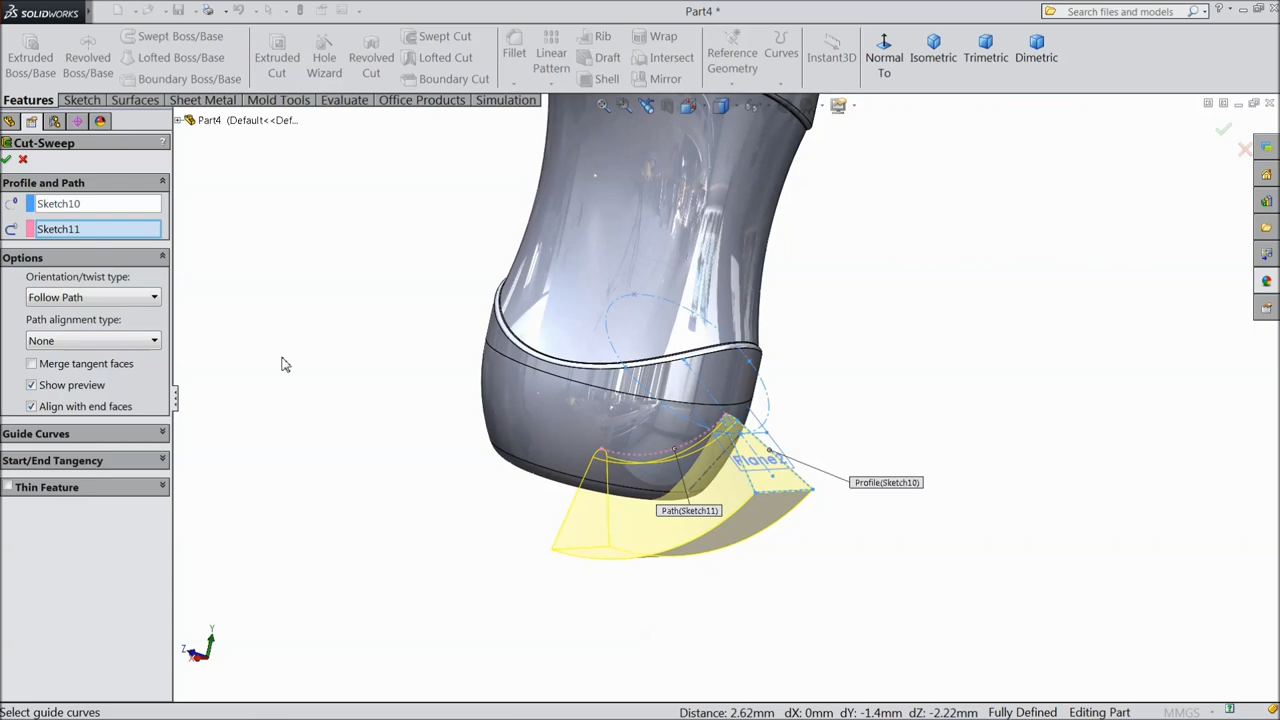 SOLIDWORKS
Part4 *
Search files and models
Extruded Boss/Base
Revolved Boss/Base
Swept Boss/Base
Lofted Boss/Base
Boundary Boss/Base
Extruded Cut
Hole Wizard
Revolved Cut
Swept Cut
Lofted Cut
Boundary Cut
Fillet
Linear Pattern
Rib
Draft
Shell
Wrap
Intersect
Mirror
Reference Geometry
Curves
Instant3D
Normal To
Isometric
Trimetric
Dimetric
Features
Sketch
Surfaces
Sheet Metal
Mold Tools
Evaluate
Office Products
Simulation
Part4 (Default<<Def...
Cut-Sweep
?
Profile and Path
Sketch10
Sketch11
Options
Orientation/twist type:
Follow Path
Path alignment type:
None
Merge tangent faces
Show preview
Align with end faces
Guide Curves
Start/End Tangency
Thin Feature
Plane2
Profile(Sketch10)
Path(Sketch11)
Y
Z
X
Select guide curves
Distance: 2.62mm dX: 0mm dY: -1.4mm dZ: -2.22mm Fully Defined Editing Part MMGS